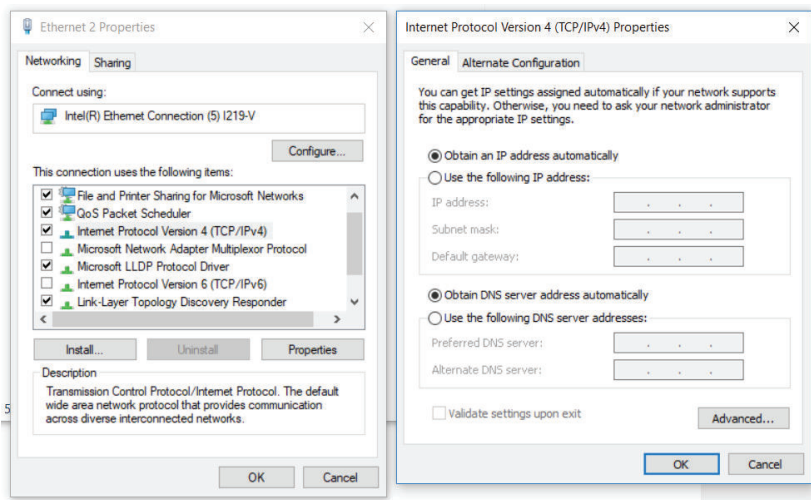 Ethernet 2 Properties
Networking
Sharing
Connect using:
Intel(R) Ethernet Connection (5) I219-V
Configure...
This connection uses the following items:
File and Printer Sharing for Microsoft Networks
QoS Packet Scheduler
Internet Protocol Version 4 (TCP/IPv4)
Microsoft Network Adapter Multiplexor Protocol
Microsoft LLDP Protocol Driver
Internet Protocol Version 6 (TCP/IPv6)
Link-Layer Topology Discovery Responder
Install...
Uninstall
Properties
Description
Transmission Control Protocol/Internet Protocol. The default
wide area network protocol that provides communication
across diverse interconnected networks.
OK
Cancel
5
Internet Protocol Version 4 (TCP/IPv4) Properties
General
Alternate Configuration
You can get IP settings assigned automatically if your network supports
this capability. Otherwise, you need to ask your network administrator
for the appropriate IP settings.
Obtain an IP address automatically
Use the following IP address:
IP address:
Subnet mask:
Default gateway:
Obtain DNS server address automatically
Use the following DNS server addresses:
Preferred DNS server:
Alternate DNS server:
Validate settings upon exit
Advanced...
OK
Cancel